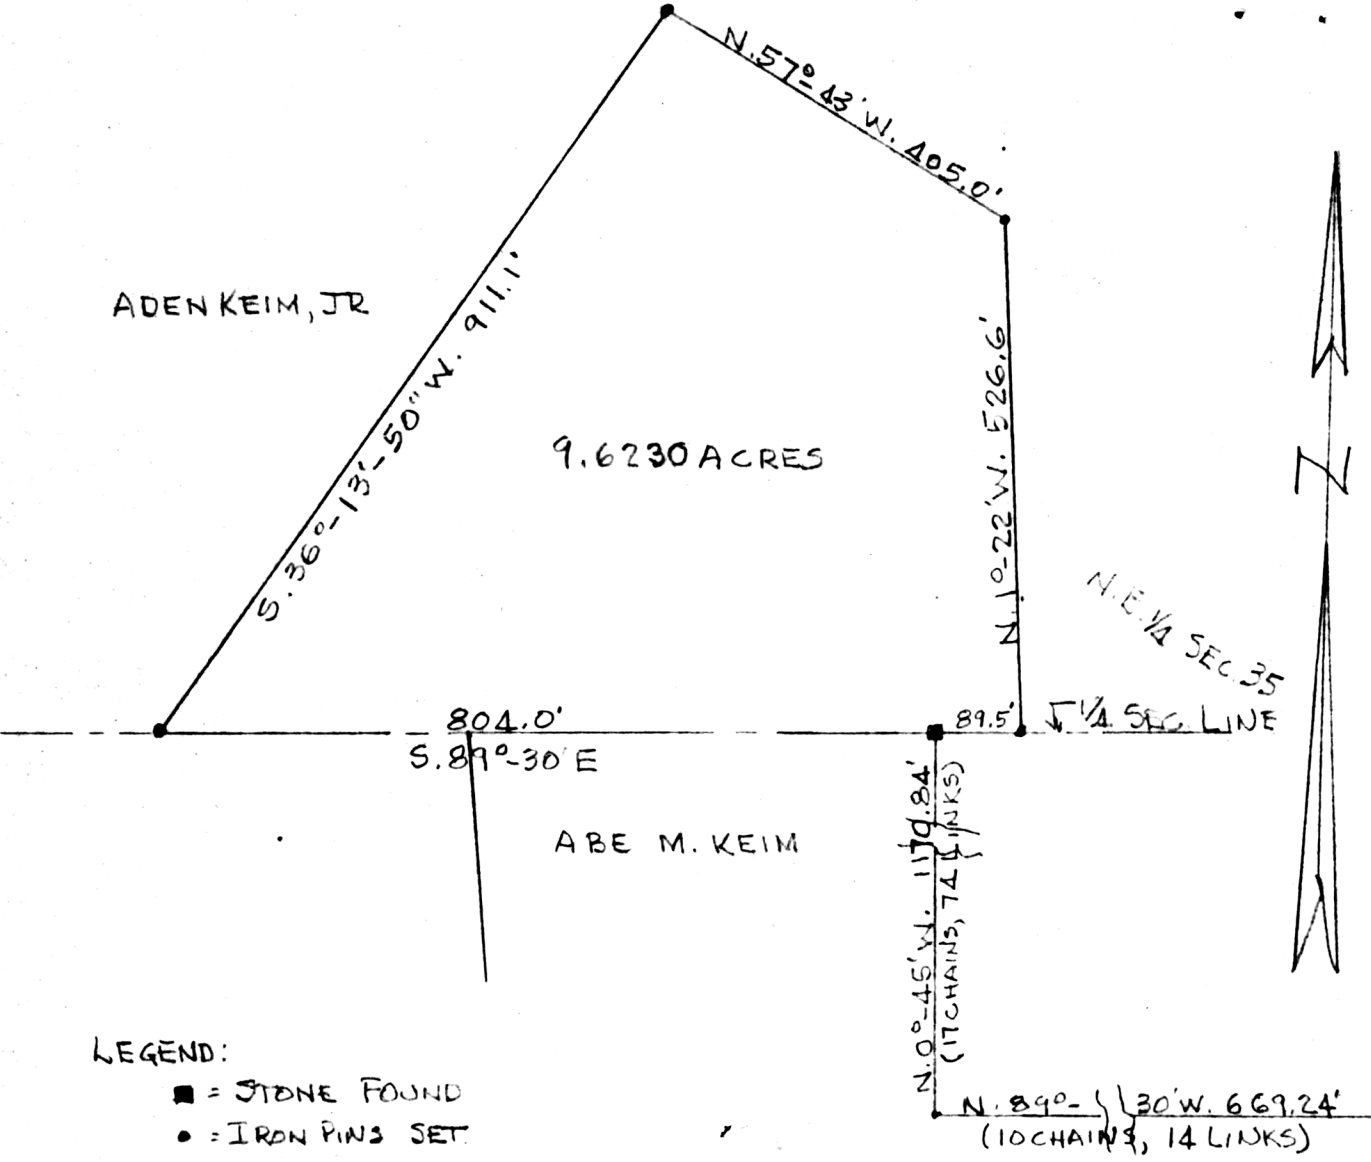 N.57°-43'W. 405.0'
ADEN KEIM, JR
S.36°-13'-50"W. 911.1'
9.6230 ACRES
N.1°-22'W. 526.6'
N
N.E. 1/4 SEC. 35
804.0'
S.89°-30'E
89.5'
1/4 SEC. LINE
ABE M. KEIM
N.0°-45'W. 1170.84'
(17 CHAINS, 74 LINKS)
N. 89°-30'W. 669.24'
(10 CHAINS, 14 LINKS)
LEGEND:
■ = STONE FOUND
• = IRON PINS SET